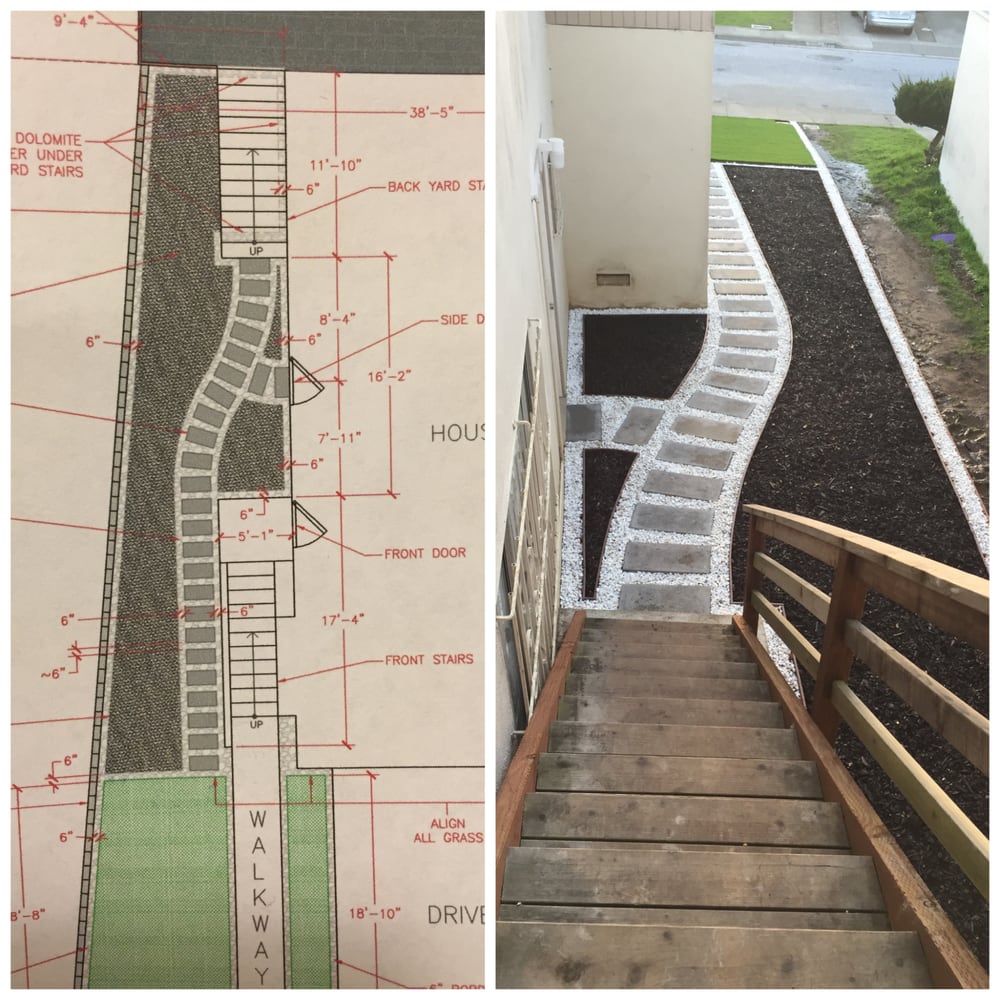 9'-4"
38'-5"
DOLOMITE
ER UNDER
RD STAIRS
11'-10"
6"
BACK YARD STA
UP
8'-4"
SIDE D
6"
6"
16'-2"
7'-11"
HOUS
6"
6"
5'-1"
FRONT DOOR
6"
6"
17'-4"
~6"
FRONT STAIRS
UP
6"
WALKWAY
ALIGN
ALL GRASS
6"
8'-8"
18'-10"
DRIVE